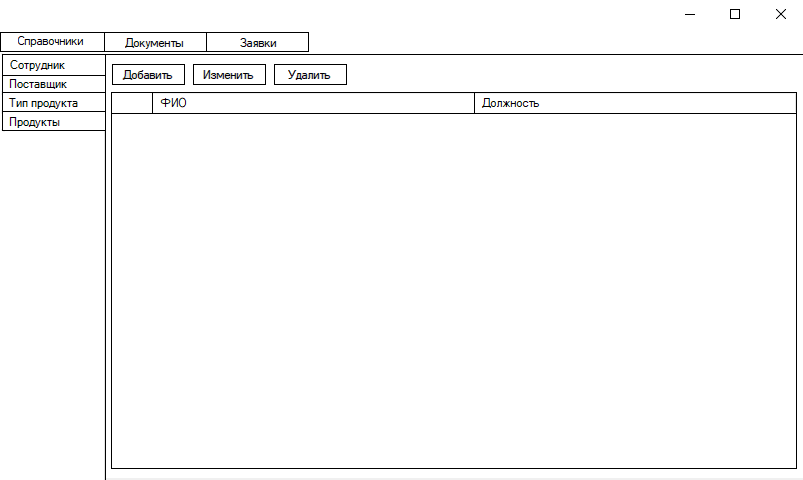 Справочники Документы Заявки
Сотрудник
Поставщик
Тип продукта
Продукты
Добавить Изменить Удалить
ФИО Должность